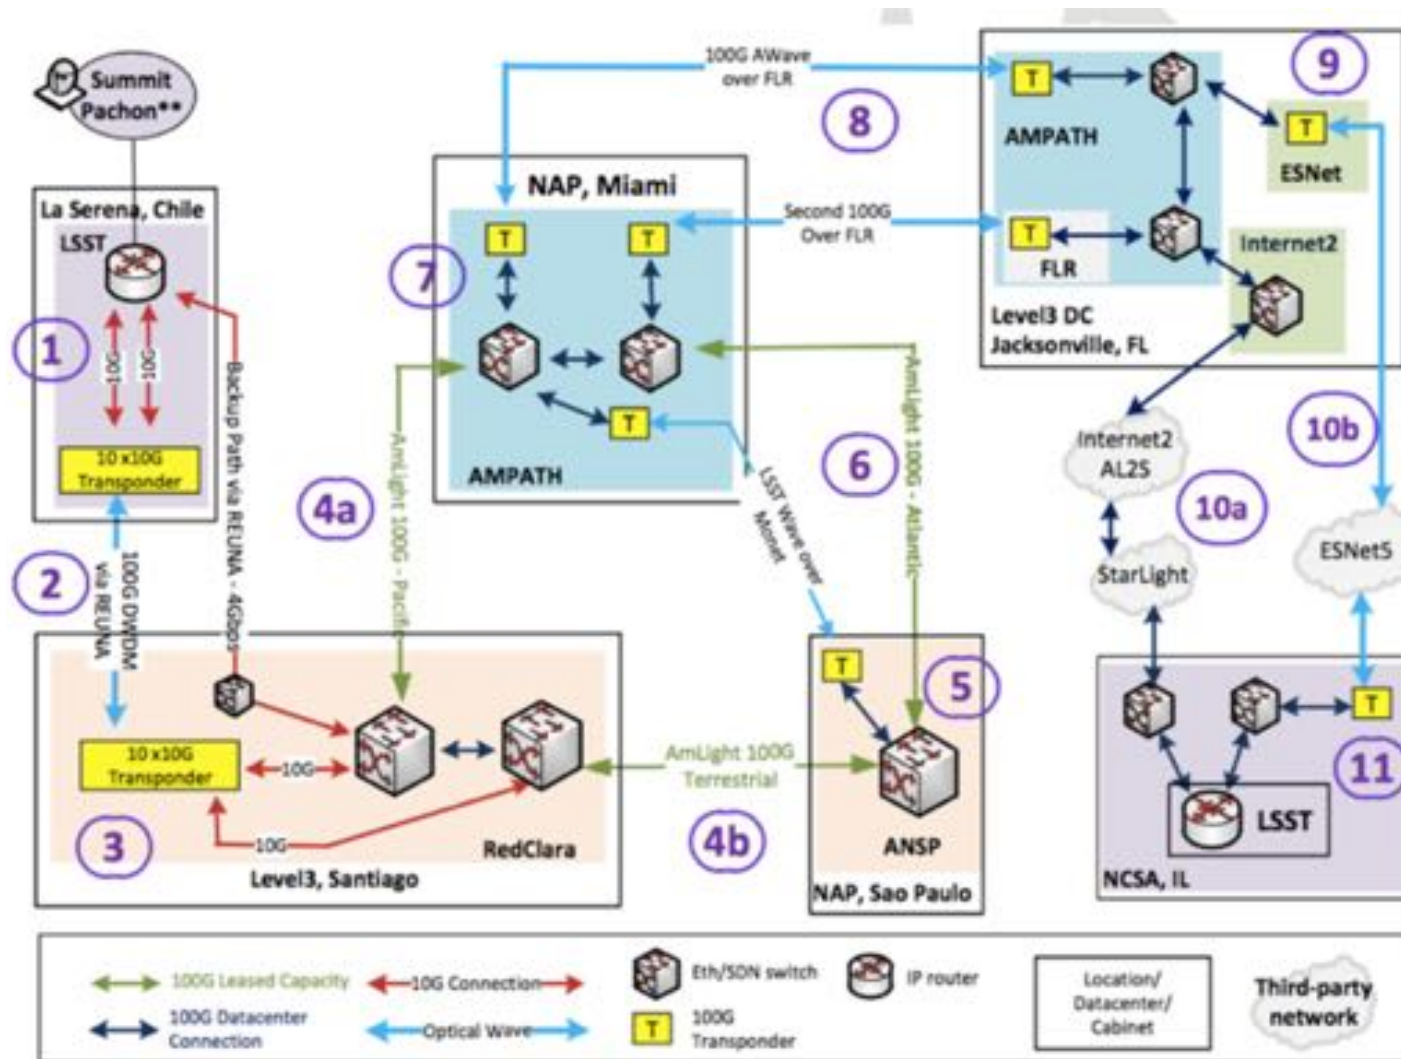 Summit
Pachon**
La Serena, Chile
LSST
10G
10G
1
10 x10G
Transponder
2
100G DWDM
via REUNA
Backup Path via REUNA - 4Gbps
10 x10G
Transponder
10G
10G
3
RedClara
Level3, Santiago
4a
AmLight 100G - Pacific
NAP, Miami
T
T
7
T
AMPATH
100G AWave
over FLR
8
Second 100G
Over FLR
6
AmLight 100G - Atlantic
LSST Wave over
Monet
AmLight 100G
Terrestrial
4b
T
5
ANSP
NAP, Sao Paulo
9
T
AMPATH
T
ESNet
T
FLR
Internet2
Level3 DC
Jacksonville, FL
10b
Internet2
AL2S
10a
StarLight
ESNet5
T
11
LSST
NCSA, IL
100G Leased Capacity
10G Connection
Eth/SDN switch
IP router
Location/
Datacenter/
Cabinet
Third-party
network
100G Datacenter
Connection
Optical Wave
T
100G
Transponder